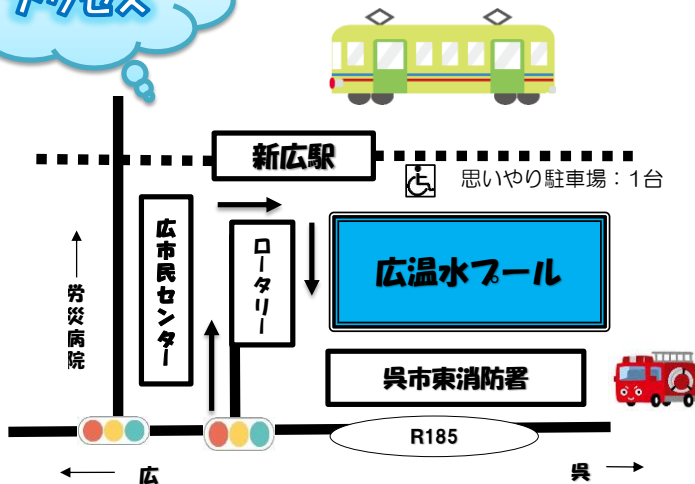 アクセス
新広駅
思いやり駐車場：1台
広市民センター
ロータリー
広温水プール
労災病院
呉市東消防署
R185
広
呉